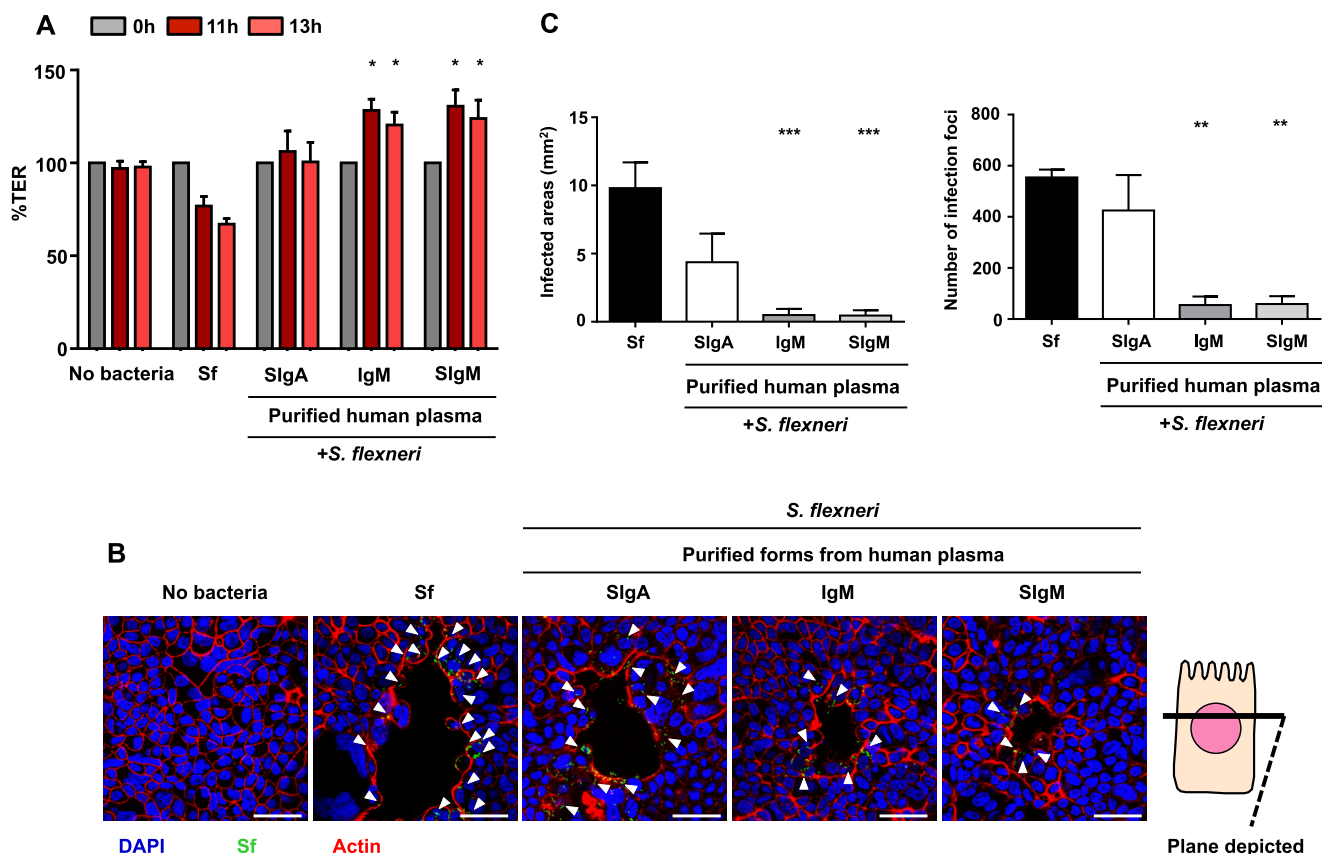 A
0h 11h 13h
150
100
50
0
%TER
* * * *
No bacteria Sf SIgA IgM SIgM
Purified human plasma
+S. flexneri
C
15
10
5
0
Infected areas (mm²)
*** ***
Sf SIgA IgM SIgM
Purified human plasma
+S. flexneri
800
600
400
200
0
Number of infection foci
** **
Sf SIgA IgM SIgM
Purified human plasma
+S. flexneri
B
S. flexneri
Purified forms from human plasma
No bacteria Sf SIgA IgM SIgM
DAPI Sf Actin
Plane depicted